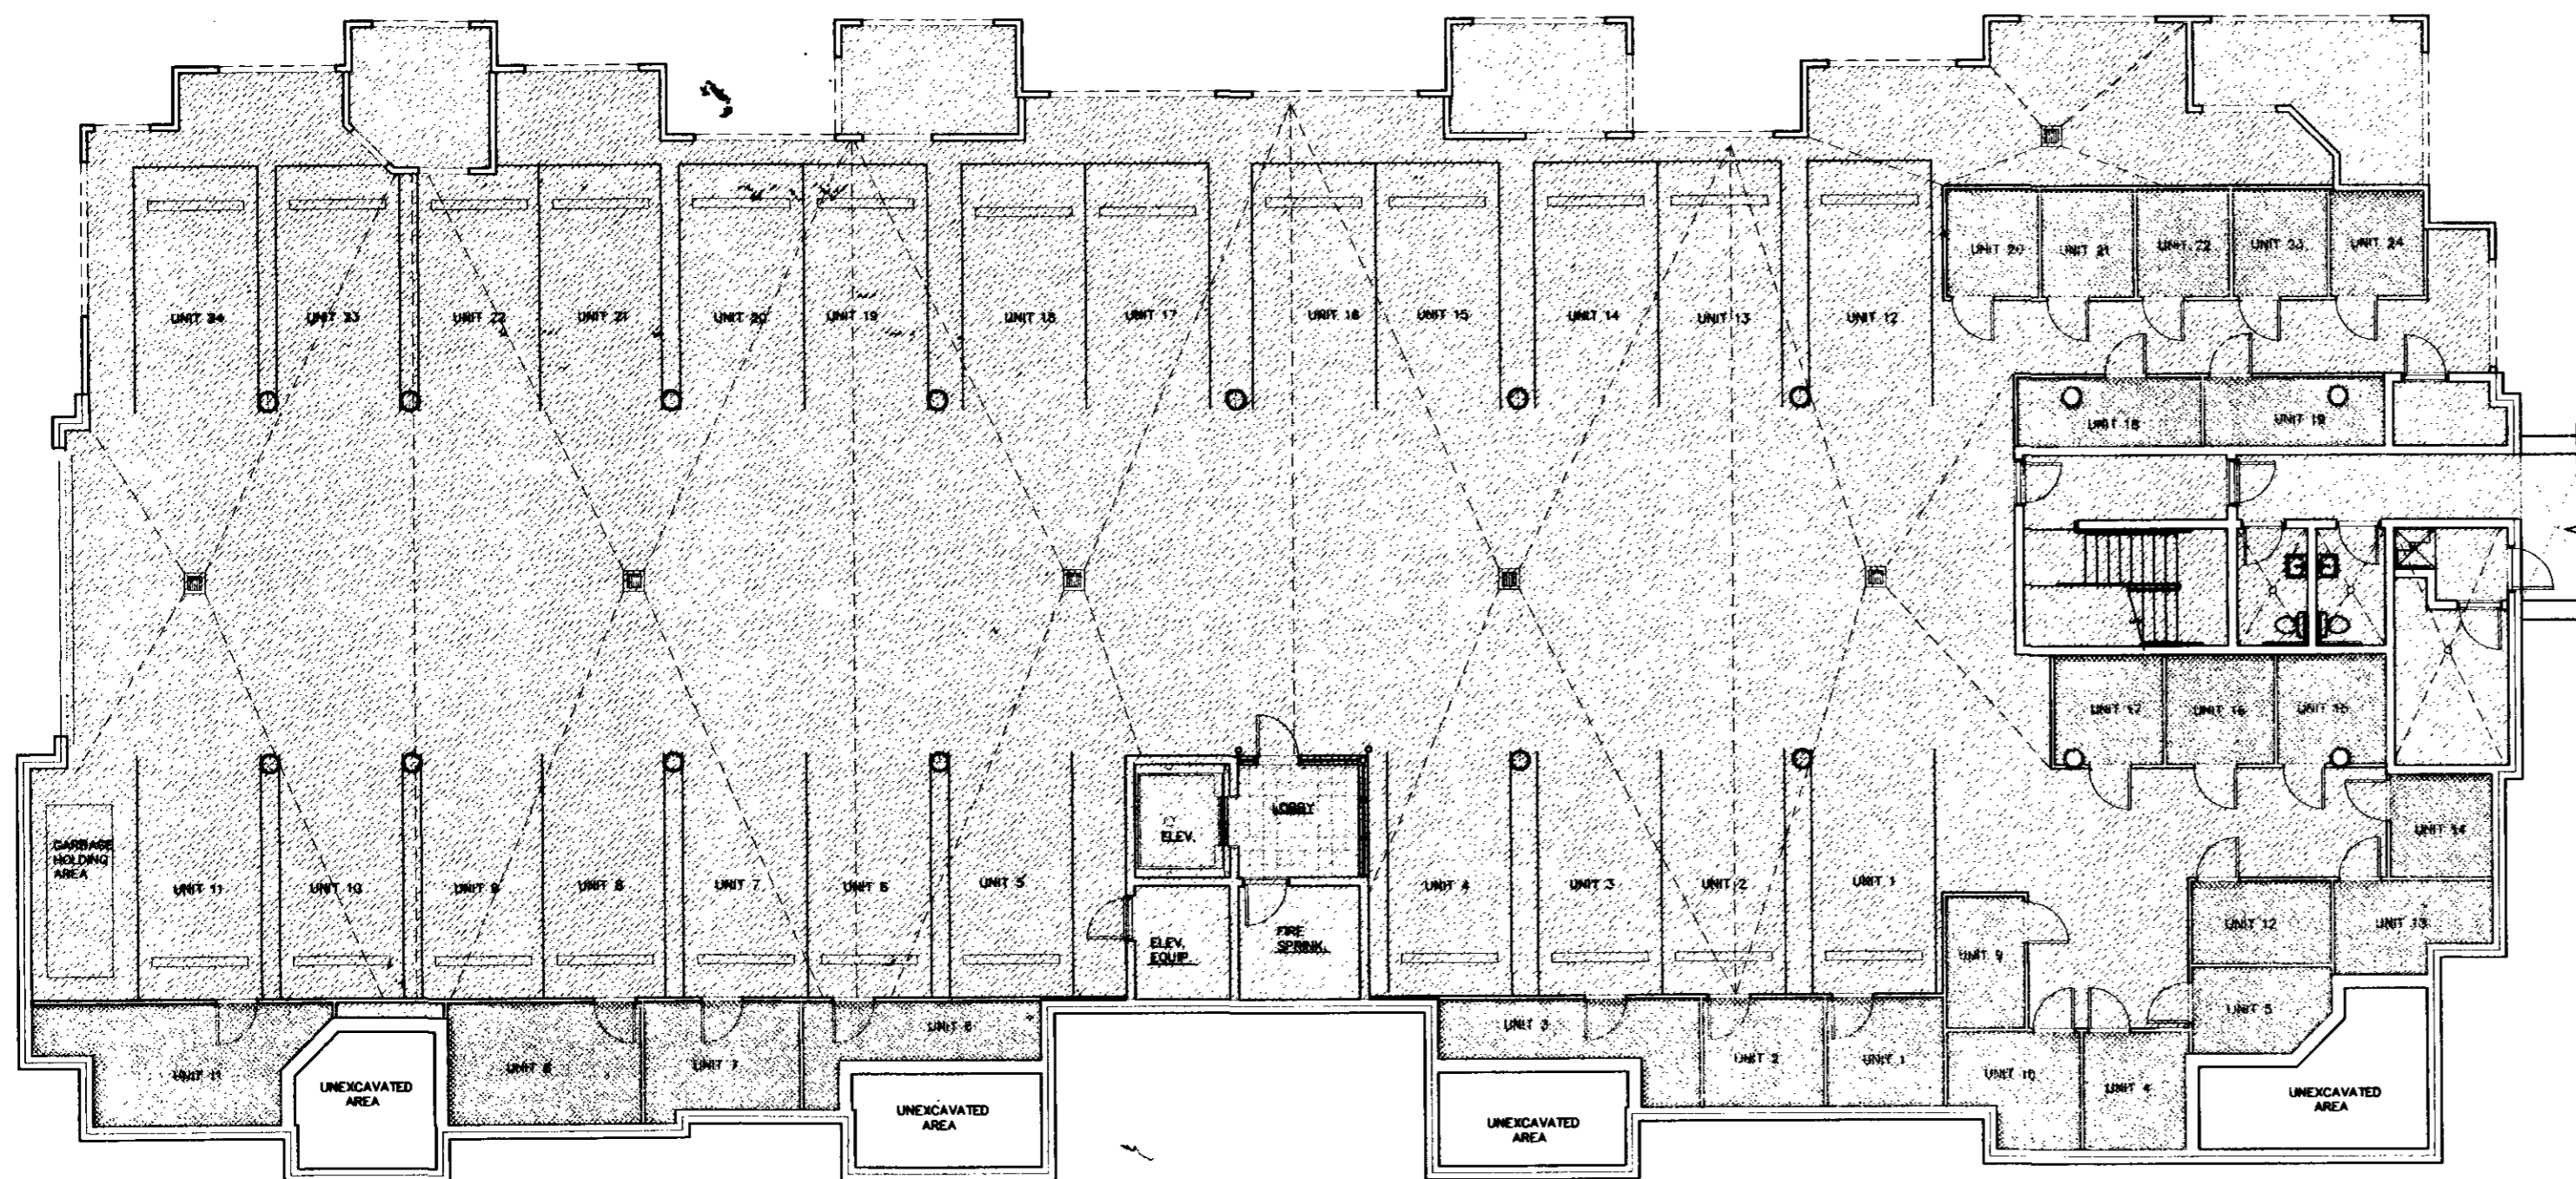 UNIT 20
UNIT 21
UNIT 22
UNIT 23
UNIT 24
UNIT 24
UNIT 23
UNIT 22
UNIT 21
UNIT 20
UNIT 19
UNIT 18
UNIT 17
UNIT 16
UNIT 15
UNIT 14
UNIT 13
UNIT 12
UNIT 18
UNIT 19
UNIT 17
UNIT 16
UNIT 15
LOBBY
ELEV.
UNIT 14
GARBAGE
HOLDING
AREA
UNIT 11
UNIT 10
UNIT 9
UNIT 8
UNIT 7
UNIT 6
UNIT 5
UNIT 4
UNIT 3
UNIT 2
UNIT 1
ELEV.
EQUIP.
FIRE
SPRINK.
UNIT 9
UNIT 12
UNIT 13
UNIT 5
UNIT 6
UNIT 3
UNIT 11
UNIT 8
UNIT 7
UNIT 2
UNIT 1
UNIT 10
UNIT 4
UNEXCAVATED
AREA
UNEXCAVATED
AREA
UNEXCAVATED
AREA
UNEXCAVATED
AREA